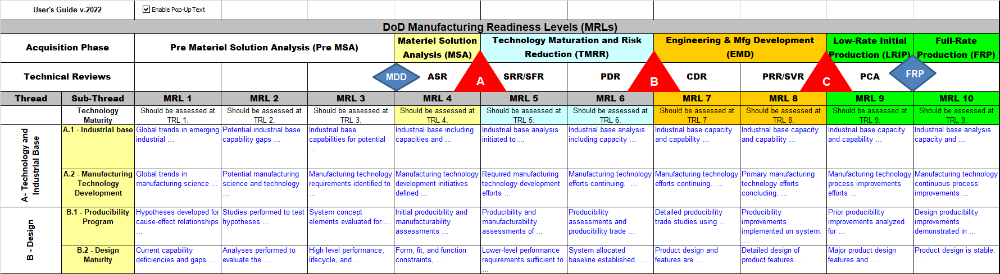 User's Guide v.2022
Enable Pop-Up Text
DoD Manufacturing Readiness Levels (MRLs)
Acquisition Phase
Pre Materiel Solution Analysis (Pre MSA)
Materiel Solution
Analysis (MSA)
Technology Maturation and Risk
Reduction (TMRR)
Engineering & Mfg Development
(EMD)
Low-Rate Initial
Production (LRIP)
Full-Rate
Production (FRP)
Technical Reviews
MDD
ASR
A
SRR/SFR
PDR
B
CDR
PRR/SVR
C
PCA
FRP
Thread
Sub-Thread
MRL 1
MRL 2
MRL 3
MRL 4
MRL 5
MRL 6
MRL 7
MRL 8
MRL 9
MRL 10
Technology
Maturity
Should be assessed at
TRL 1.
Should be assessed at
TRL 2.
Should be assessed at
TRL 3.
Should be assessed at
TRL 4.
Should be assessed at
TRL 5.
Should be assessed at
TRL 6.
Should be assessed at
TRL 7
Should be assessed at
TRL 8.
Should be assessed at
TRL 9.
Should be assessed at
TRL 9.
A- Technology and
Industrial Base
A.1 - Industrial base
Global trends in emerging
industrial ...
Potential industrial base
capability gaps ...
Industrial base
capabilities for potential
...
Industrial base including
capacities and ...
Industrial base analysis
initiated to ...
Industrial base analysis
including capacity ...
Industrial base capacity
and capability ...
Industrial base capacity
and capability ...
Industrial base capacity
and capability ...
Industrial base analysis
capacity and ...
A.2 - Manufacturing
Technology
Development
Global trends in
manufacturing science ...
Potential manufacturing
science and technology
...
Manufacturing technology
requirements identified to
...
Manufacturing technology
development initiatives
defined ...
Required manufacturing
technology development
efforts ...
Manufacturing technology
efforts continuing. ...
Manufacturing technology
efforts continuing. ...
Primary manufacturing
technology efforts
concluding. ...
Manufacturing technology
process improvements
efforts ...
Manufacturing technology
continuous process
improvements ...
B - Design
B.1 - Producibility
Program
Hypotheses developed for
cause-effect relationships
...
Studies performed to test
hypotheses ...
System concept
elements evaluated for ...
Initial producibility and
manufacturability
assessments ...
Producibility and
manufacturability
assessments of ...
Producibility
assessments and
producibility trade ...
Detailed producibility
trade studies using ...
Producibility
improvements
implemented on system.
...
Prior producibility
improvements analyzed
for ...
Design producibility
improvements
demonstrated in ...
B.2 - Design
Maturity
Current capability
deficiencies and gaps ...
Analyses performed to
evaluate the ...
High level performance,
lifecycle, and ...
Form, fit, and function
constraints, ...
Lower-level performance
requirements sufficient to
...
System allocated
baseline established. ...
Product design and
features are ...
Detailed design of
product features ...
Major product design
features and ...
Product design is stable.
...